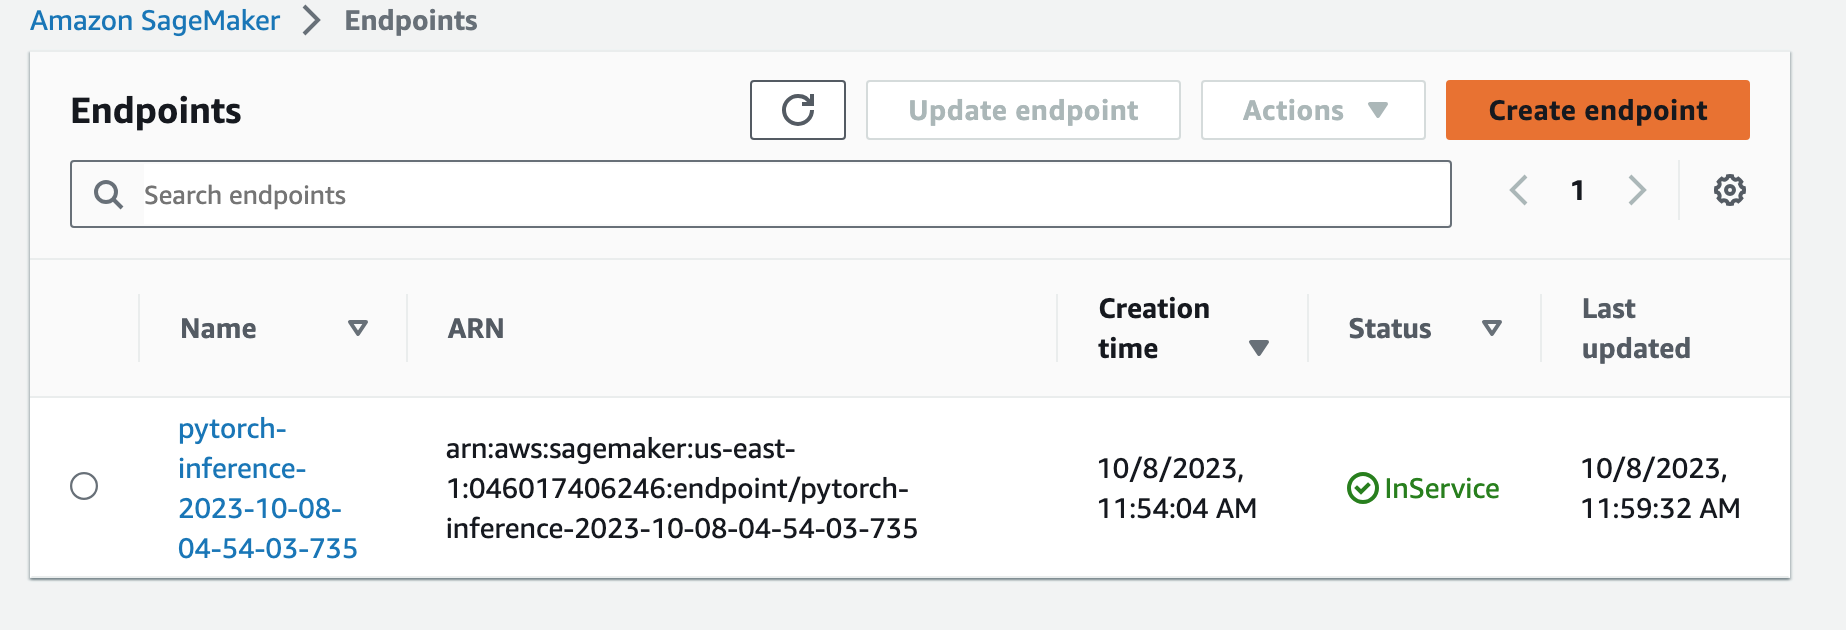 Amazon SageMaker > Endpoints
Endpoints
Update endpoint
Actions
Create endpoint
Search endpoints
1
Name
ARN
Creation
time
Status
Last
updated
pytorch-
inference-
2023-10-08-
04-54-03-735
arn:aws:sagemaker:us-east-
1:046017406246:endpoint/pytorch-
inference-2023-10-08-04-54-03-735
10/8/2023,
11:54:04 AM
InService
10/8/2023,
11:59:32 AM